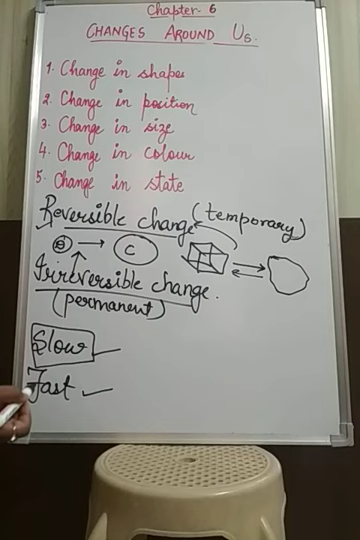 Chapter-6
CHANGES AROUND US.
1. Change in shapes
2. Change in position
3. Change in size
4. Change in colour
5. Change in state
Reversible change (temporary)
B C
Irreversible change.
(permanent)
Slow
Fast